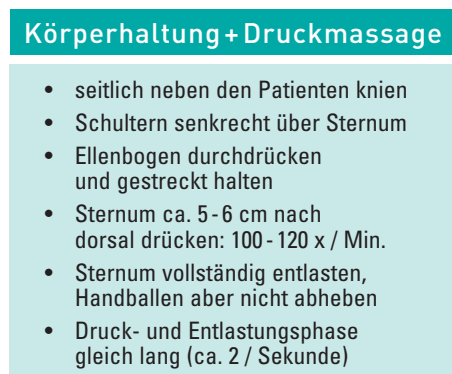 Körperhaltung + Druckmassage
• seitlich neben den Patienten knien
• Schultern senkrecht über Sternum
• Ellenbogen durchdrücken
und gestreckt halten
• Sternum ca. 5 - 6 cm nach
dorsal drücken: 100 - 120 x / Min.
• Sternum vollständig entlasten,
Handballen aber nicht abheben
• Druck- und Entlastungsphase
gleich lang (ca. 2 / Sekunde)